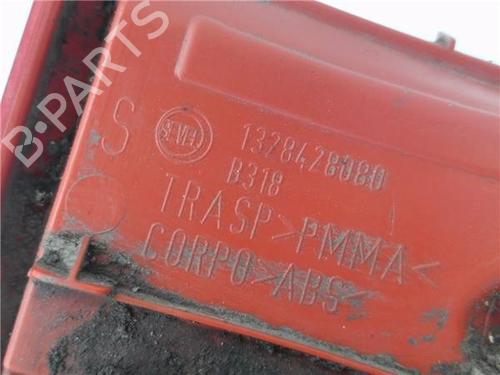 S SEVEL 1328428080
B318
TRASP>PMMA<
CORPO>ABS<
B-PARTS